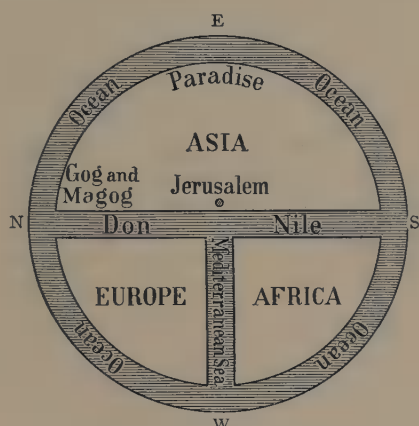 E
Ocean
Paradise
Ocean
ASIA
Gog and
Magog
Jerusalem
N
Don
Nile
S
Mediterranean Sea
EUROPE
AFRICA
Ocean
Ocean
W